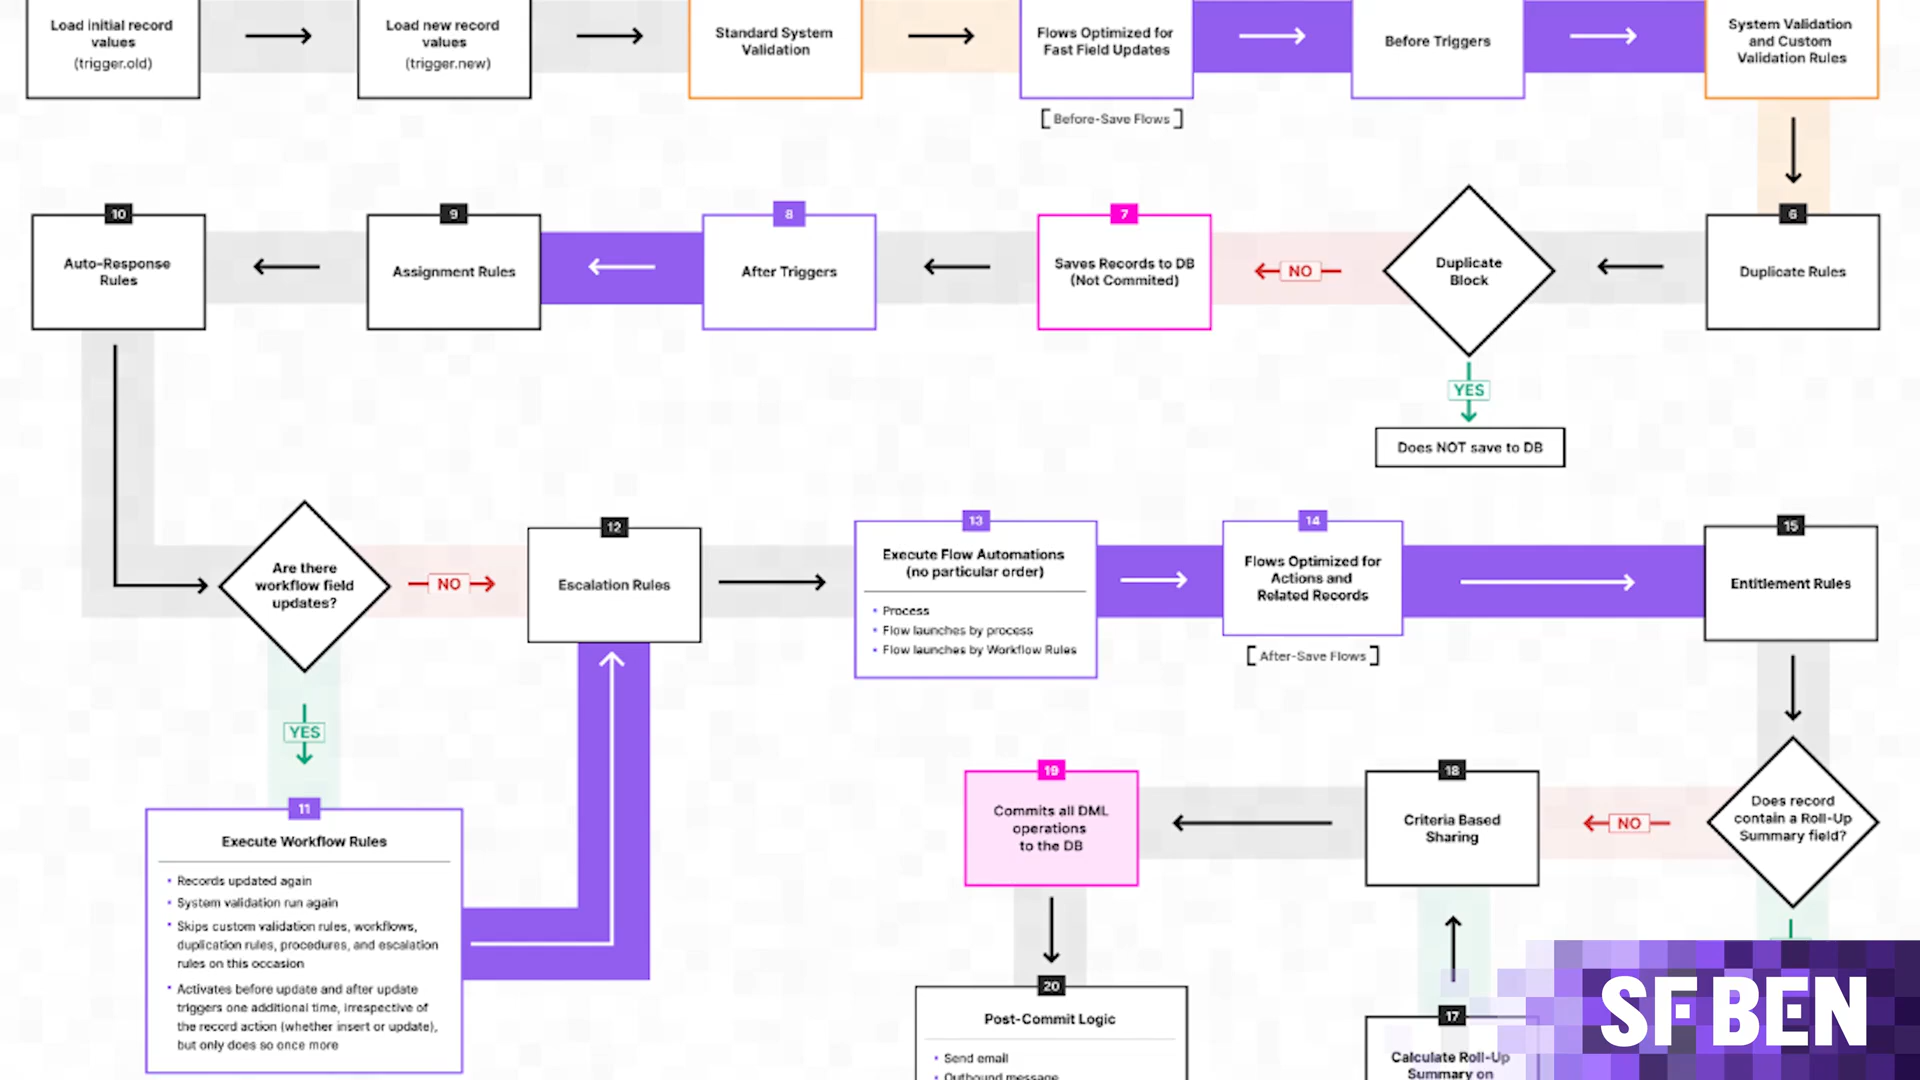 Load initial record
values
(trigger.old)
Load new record
values
(trigger.new)
Standard System
Validation
Flows Optimized for
Fast Field Updates
[ Before-Save Flows ]
Before Triggers
System Validation
and Custom
Validation Rules
10
Auto-Response
Rules
9
Assignment Rules
8
After Triggers
7
Saves Records to DB
(Not Commited)
NO
Duplicate
Block
6
Duplicate Rules
YES
Does NOT save to DB
Are there
workflow field
updates?
NO
12
Escalation Rules
13
Execute Flow Automations
(no particular order)
• Process
• Flow launches by process
• Flow launches by Workflow Rules
14
Flows Optimized for
Actions and
Related Records
[ After-Save Flows ]
15
Entitlement Rules
YES
11
Execute Workflow Rules
• Records updated again
• System validation run again
• Skips custom validation rules, workflows,
duplication rules, procedures, and escalation
rules on this occasion
• Activates before update and after update
triggers one additional time, irrespective of
the record action (whether insert or update),
but only does so once more
19
Commits all DML
operations
to the DB
18
Criteria Based
Sharing
NO
Does record
contain a Roll-Up
Summary field?
20
Post-Commit Logic
• Send email
• Outbound message
17
Calculate Roll-Up
Summary on
SF BEN